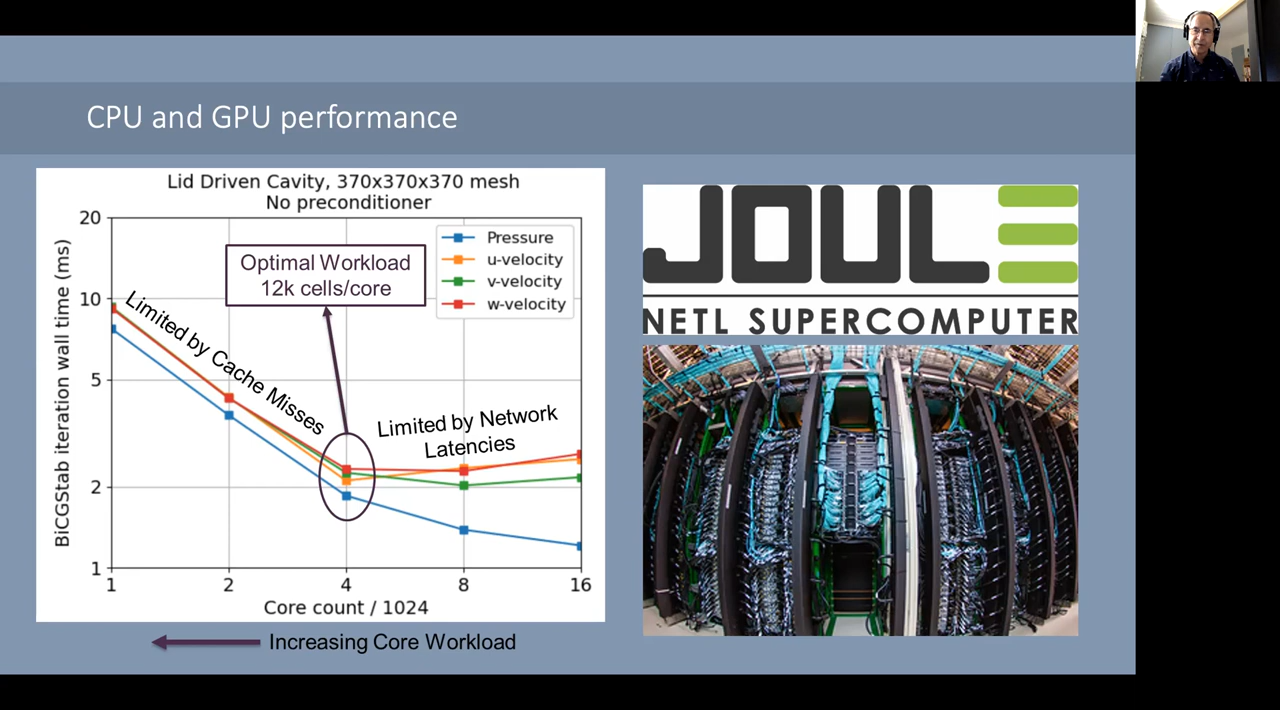 CPU and GPU performance
Lid Driven Cavity, 370x370x370 mesh
No preconditioner
BiCGStab iteration wall time (ms)
20
10
5
2
1
Optimal Workload
12k cells/core
Pressure
u-velocity
v-velocity
w-velocity
Limited by Cache Misses
Limited by Network
Latencies
1
2
4
8
16
Core count / 1024
Increasing Core Workload
JOULE
NETL SUPERCOMPUTER